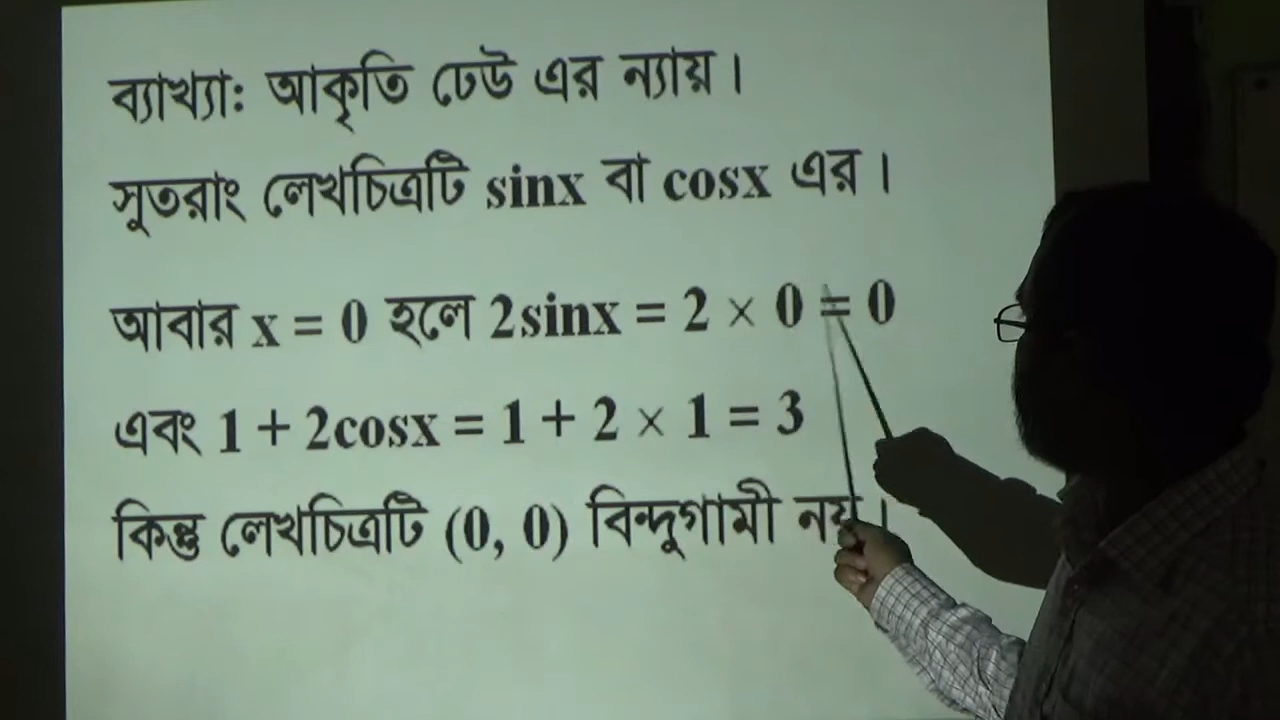 ব্যাখ্যাঃ আকৃতি ঢেউ এর ন্যায় ।
সুতরাং লেখচিত্রটি sinx বা cosx এর ।
আবার x = 0 হলে 2sinx = 2 × 0 = 0
এবং 1 + 2cosx = 1 + 2 × 1 = 3
কিন্তু লেখচিত্রটি (0, 0) বিন্দুগামী নয় ।